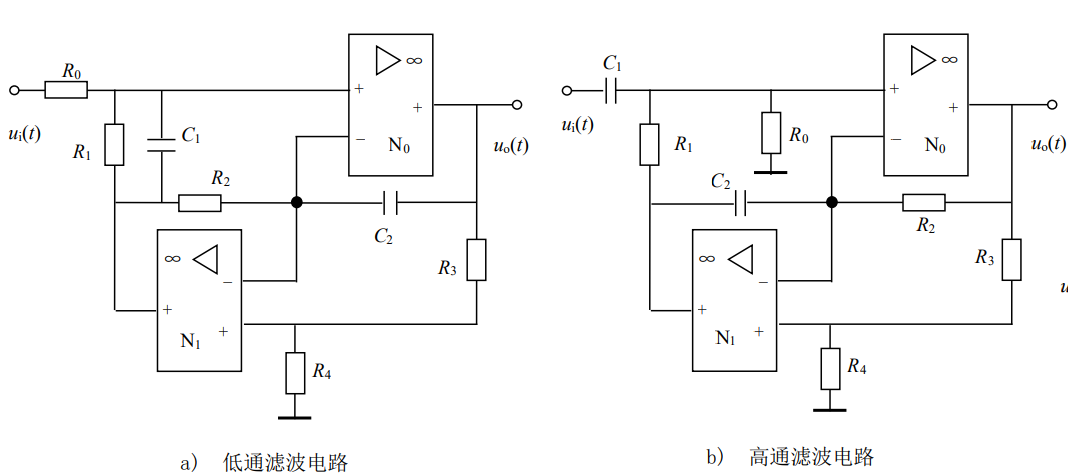 R0
ui(t)
R1
C1
R2
C2
R3
R4
∞
+
−
+
N0
uo(t)
∞
−
+
+
N1
a) 低通滤波电路
C1
ui(t)
R1
R0
C2
R2
R3
R4
∞
+
−
+
N0
uo(t)
∞
−
+
+
N1
u
b) 高通滤波电路